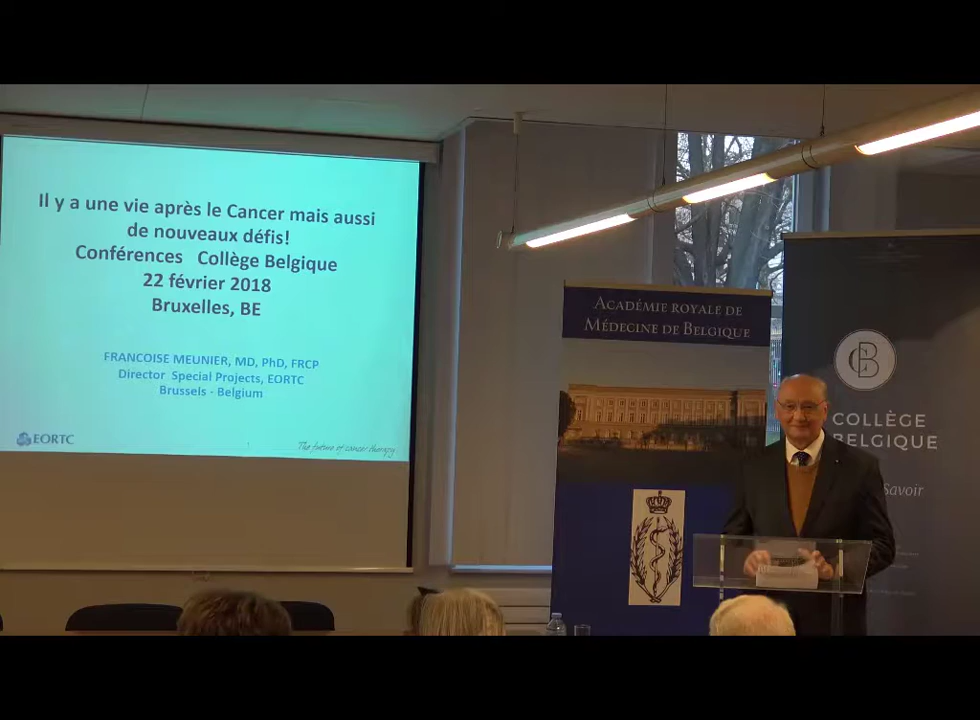 Il y a une vie après le Cancer mais aussi
de nouveaux défis!
Conférences Collège Belgique
22 février 2018
Bruxelles, BE
FRANCOISE MEUNIER, MD, PhD, FRCP
Director Special Projects, EORTC
Brussels - Belgium
EORTC
The future of cancer therapy
ACADÉMIE ROYALE DE
MÉDECINE DE BELGIQUE
CB
COLLÈGE
BELGIQUE
Savoir